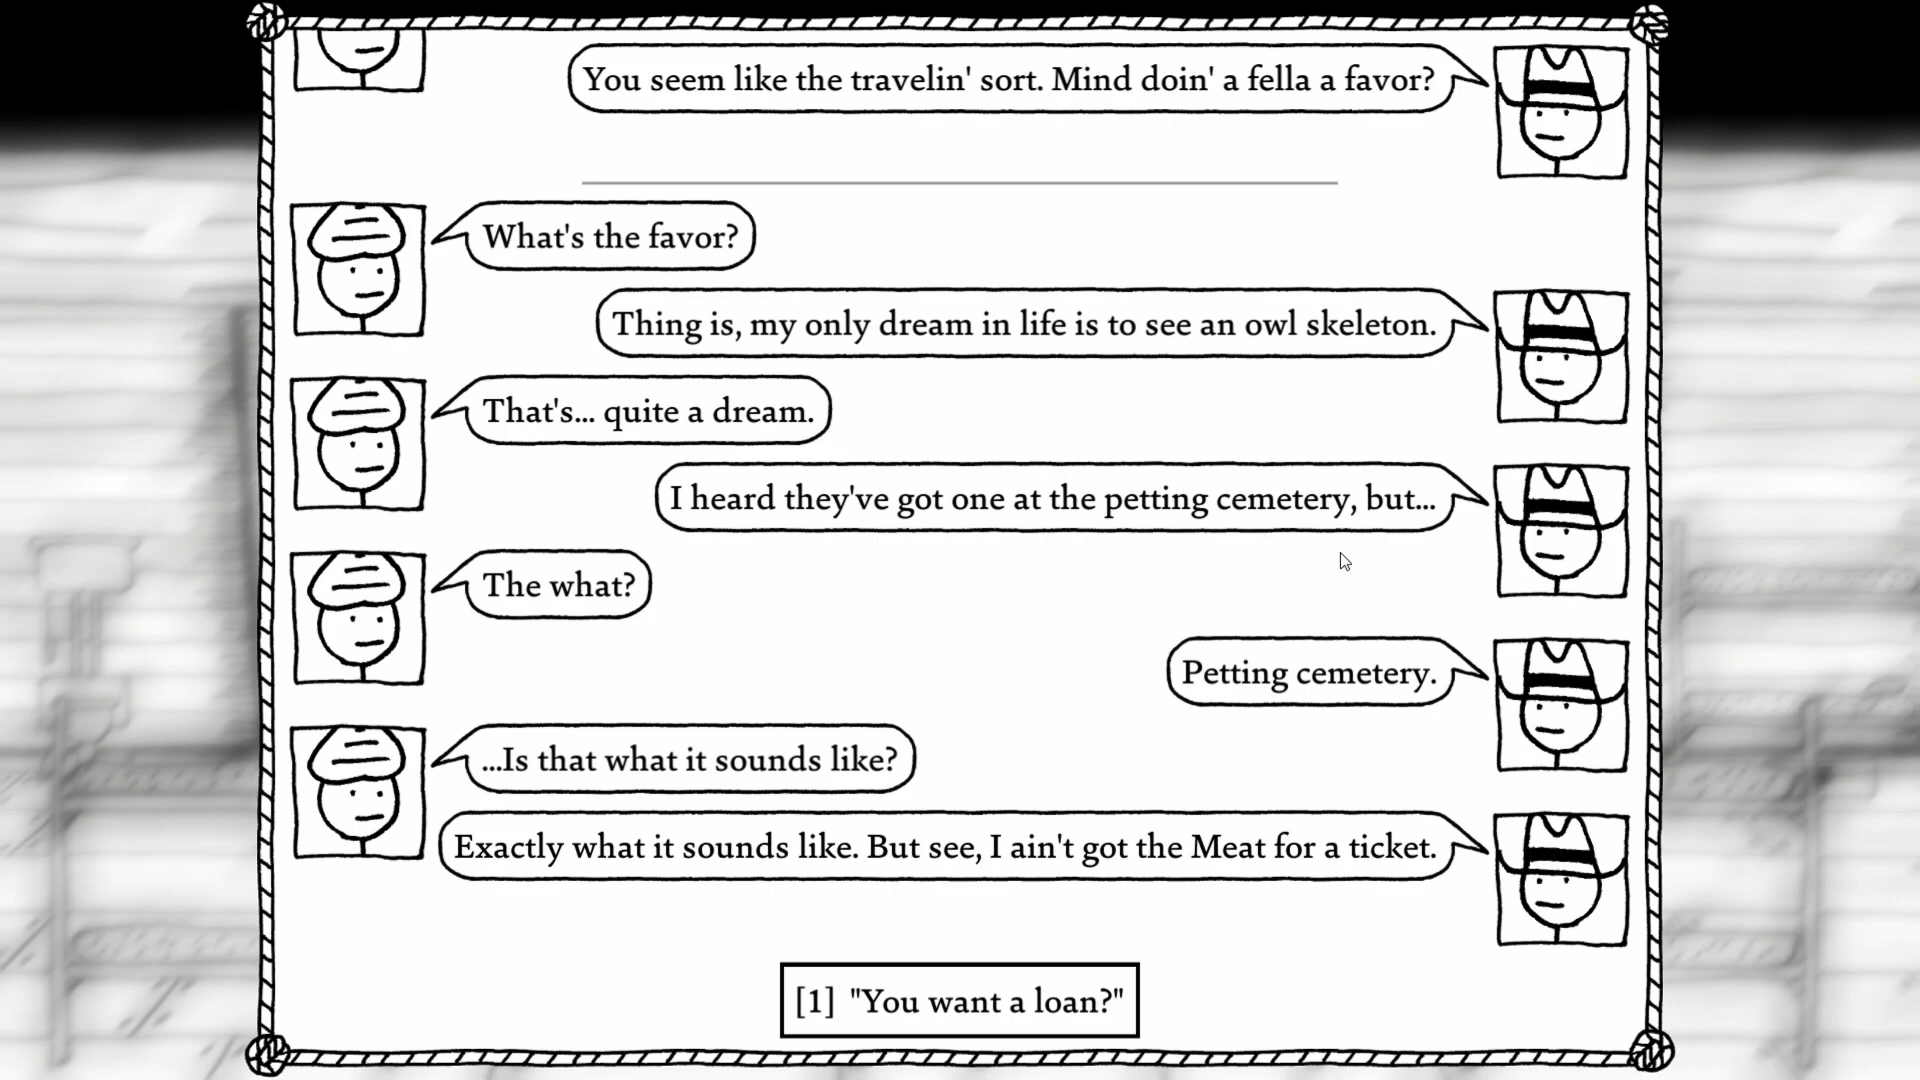 You seem like the travelin' sort. Mind doin' a fella a favor?
What's the favor?
Thing is, my only dream in life is to see an owl skeleton.
That's... quite a dream.
I heard they've got one at the petting cemetery, but...
The what?
Petting cemetery.
...Is that what it sounds like?
Exactly what it sounds like. But see, I ain't got the Meat for a ticket.
[1] "You want a loan?"